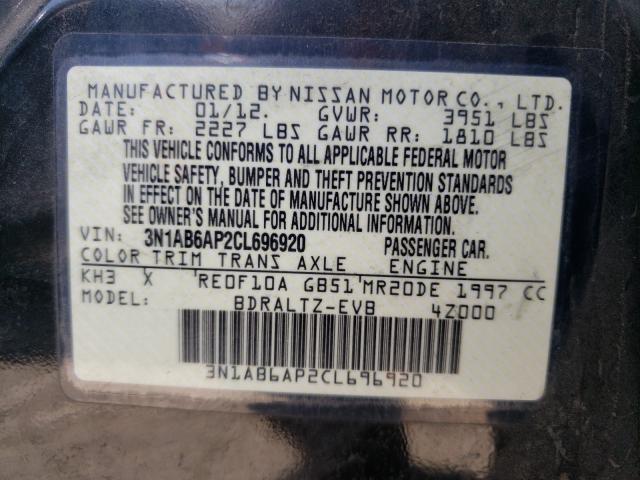 MANUFACTURED BY NISSAN MOTOR CO., LTD.
DATE: 01/12. GVWR: 3951 LBS
GAWR FR: 2227 LBS GAWR RR: 1810 LBS
THIS VEHICLE CONFORMS TO ALL APPLICABLE FEDERAL MOTOR
VEHICLE SAFETY, BUMPER AND THEFT PREVENTION STANDARDS
IN EFFECT ON THE DATE OF MANUFACTURE SHOWN ABOVE.
SEE OWNER'S MANUAL FOR ADDITIONAL INFORMATION.
VIN: 3N1AB6AP2CL696920 PASSENGER CAR.
COLOR TRIM TRANS AXLE ENGINE
KH3 X 'RE0F10A GB51'MR20DE 1997 CC
MODEL: BDRALTZ-EVB 4Z000
3N1AB6AP2CL696920